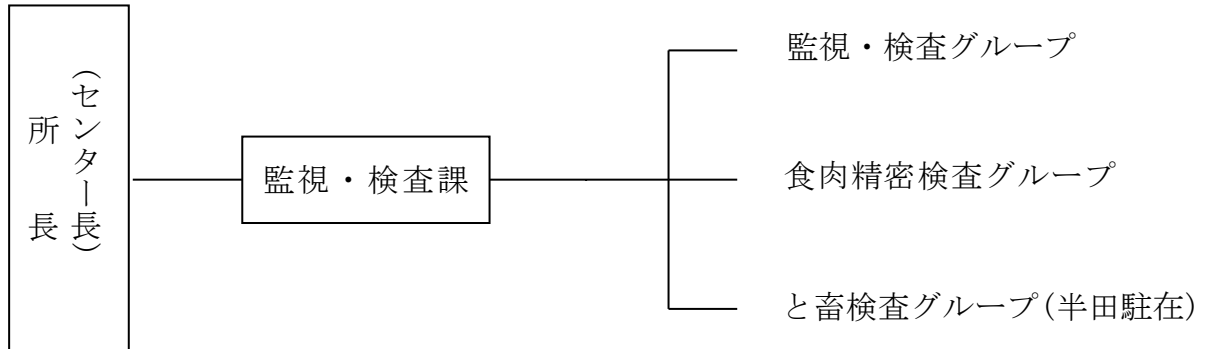 所長
(センター長)
監視・検査課
監視・検査グループ
食肉精密検査グループ
と畜検査グループ(半田駐在)